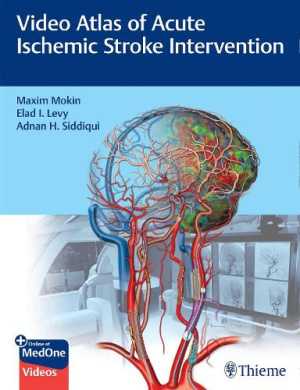 Video Atlas of Acute
Ischemic Stroke Intervention
Maxim Mokin
Elad I. Levy
Adnan H. Siddiqui
+ Online at
MedOne
Videos
Thieme